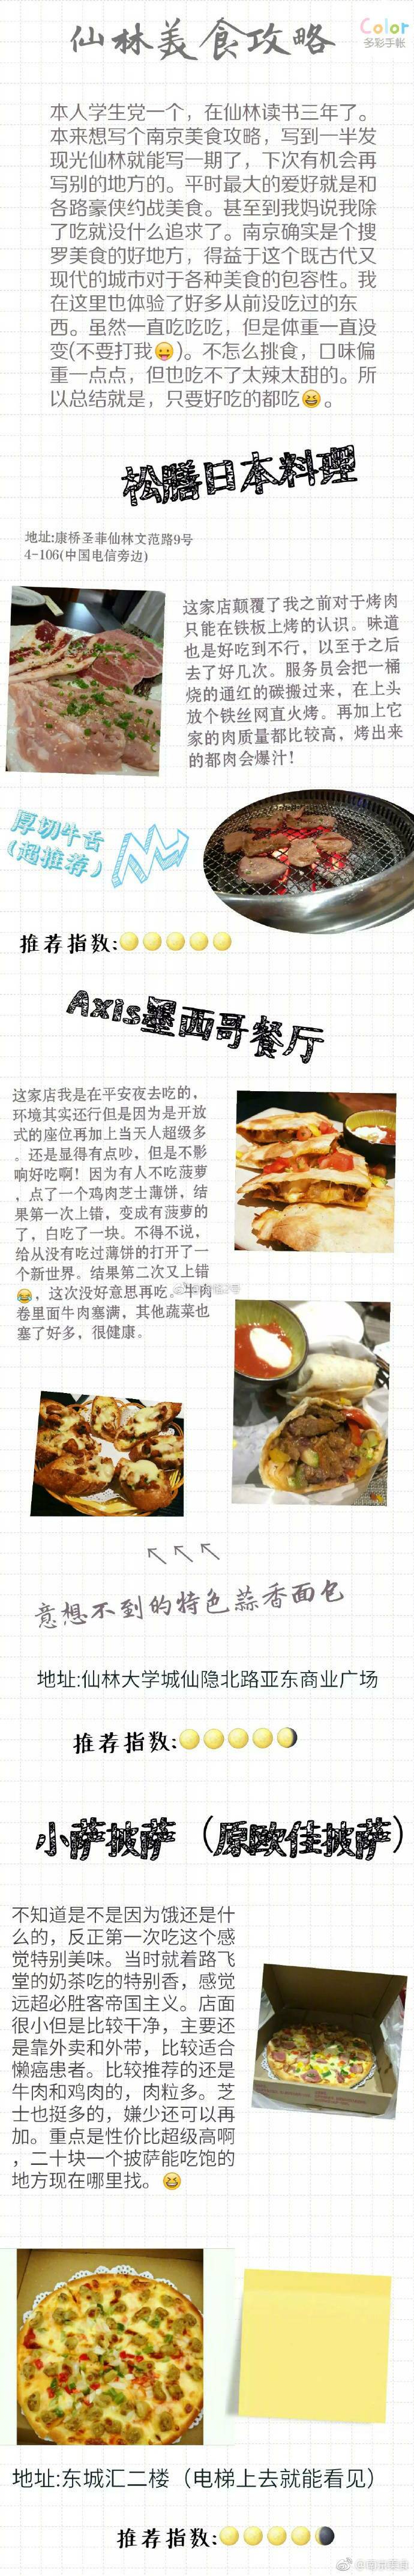 仙林美食攻略
Color
多彩手帐
本人学生党一个，在仙林读书三年了。
本来想写个南京美食攻略，写到一半发
现光仙林就能写一期了，下次有机会再
写别的地方的。平时最大的爱好就是和
各路豪侠约战美食。甚至到我妈说我除
了吃就没什么追求了。南京确实是个搜
罗美食的好地方，得益于这个既古代又
现代的城市对于各种美食的包容性。我
在这里也体验了好多从前没吃过的东
西。虽然一直吃吃吃，但是体重一直没
变(不要打我😛)。不怎么挑食，口味偏
重一点点，但也吃不了太辣太甜的。所
以总结就是，只要好吃的都吃😆。
松膳日本料理
地址:康桥圣菲仙林文范路9号
4-106(中国电信旁边)
这家店颠覆了我之前对于烤肉
只能在铁板上烤的认识。味道
也是好吃到不行，以至于之后
去了好几次。服务员会把一桶
烧的通红的碳搬过来，在上头
放个铁丝网直火烤。再加上它
家的肉质量都比较高，烤出来
的都肉会爆汁！
厚切牛舌
（超推荐）
推荐指数:🌕🌕🌕🌕🌕
Axis墨西哥餐厅
这家店我是在平安夜去吃的，
环境其实还行但是因为是开放
式的座位再加上当天人超级多
。还是显得有点吵，但是不影
响好吃啊！因为有人不吃菠萝
，点了一个鸡肉芝士薄饼，结
果第一次上错，变成有菠萝的
了，白吃了一块。不得不说，
给从没有吃过薄饼的打开了一
个新世界。结果第二次又上错
😂，这次没好意思再吃。
肉
卷里面牛肉塞满，其他蔬菜也
塞了好多，很健康。
意想不到的特色蒜香面包
地址:仙林大学城仙隐北路亚东商业广场
推荐指数:🌕🌕🌕🌕🌗
小萨披萨（原欧佳披萨）
不知道是不是因为饿还是什
么的，反正第一次吃这个感
觉特别美味。当时就着路飞
堂的奶茶吃的特别香，感觉
远超必胜客帝国主义。店面
很小但是比较干净，主要还
是靠外卖和外带，比较适合
懒癌患者。比较推荐的还是
牛肉和鸡肉的，肉粒多。芝
士也挺多的，嫌少还可以再
加。重点是性价比超级高啊
，二十块一个披萨能吃饱的
地方现在哪里找。😆
地址:东城汇二楼（电梯上去就能看见）
推荐指数:🌕🌕🌕🌕🌘